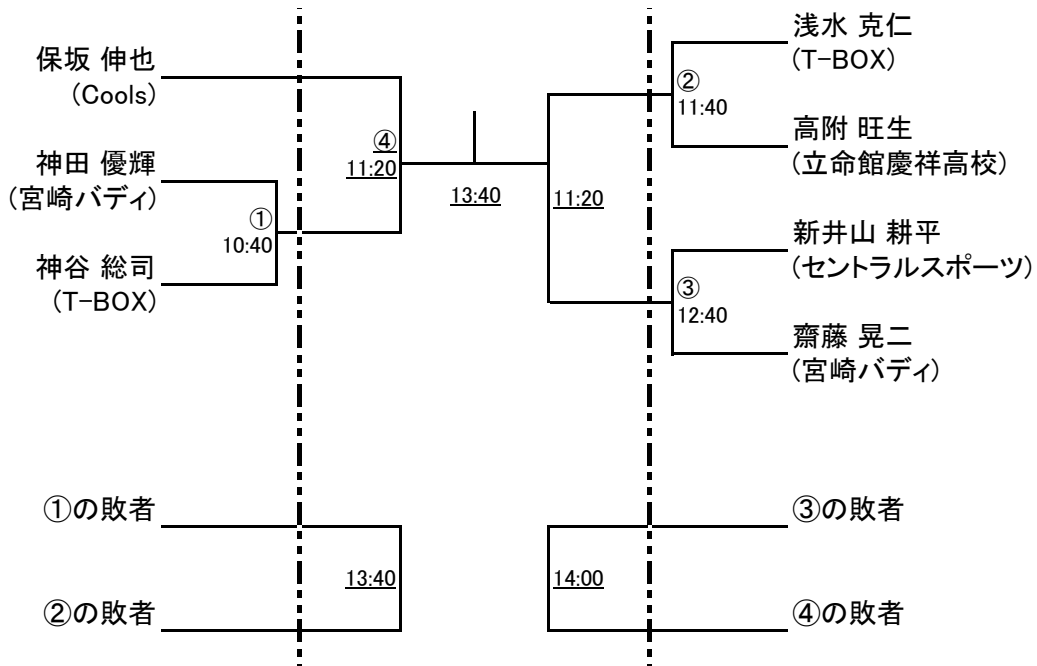 保坂 伸也
(Cools)
神田 優輝
(宮崎バディ)
神谷 総司
(T-BOX)
①
10:40
④
11:20
13:40
11:20
②
11:40
③
12:40
浅水 克仁
(T-BOX)
高附 旺生
(立命館慶祥高校)
新井山 耕平
(セントラルスポーツ)
齋藤 晃二
(宮崎バディ)
①の敗者
②の敗者
13:40
14:00
③の敗者
④の敗者